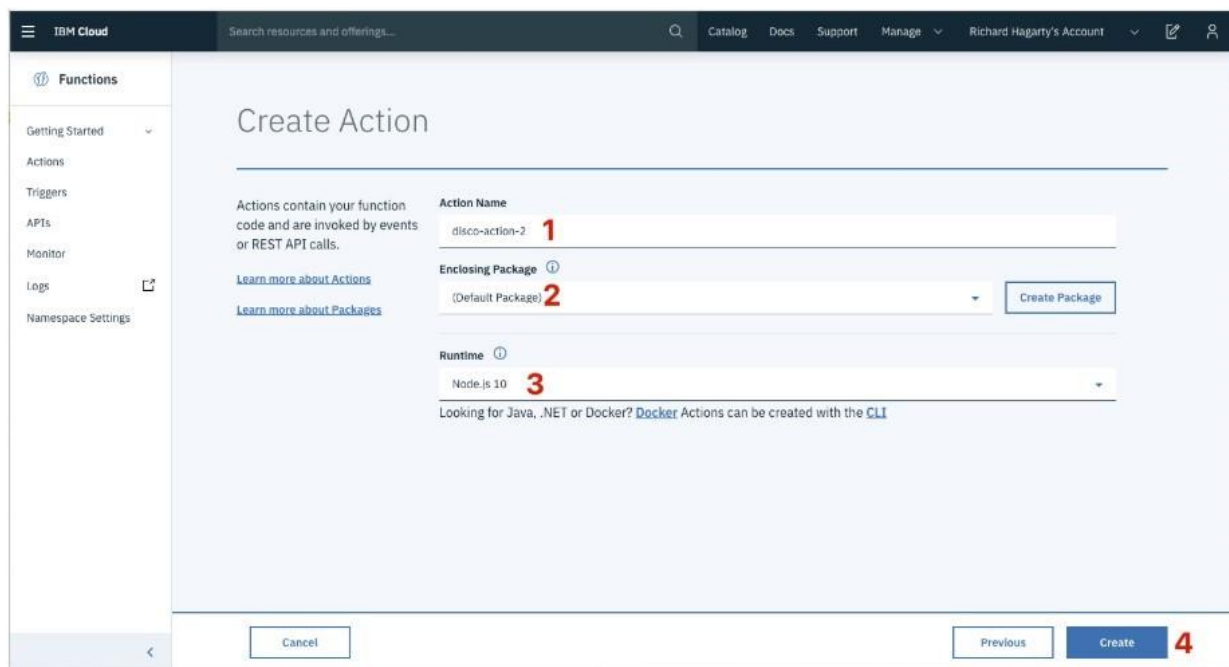 IBM Cloud
Search resources and offerings...
Catalog Docs Support Manage Richard Hagarty's Account
Functions
Getting Started
Actions
Triggers
APIs
Monitor
Logs
Namespace Settings
Create Action
Actions contain your function
code and are invoked by events
or REST API calls.
Learn more about Actions
Learn more about Packages
Action Name
disco-action-2 1
Enclosing Package
(Default Package) 2
Create Package
Runtime
Node.js 10 3
Looking for Java, .NET or Docker? Docker Actions can be created with the CLI
Cancel
Previous
Create 4